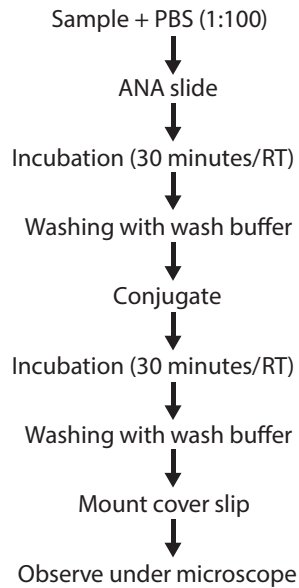 Sample + PBS (1:100)
ANA slide
Incubation (30 minutes/RT)
Washing with wash buffer
Conjugate
Incubation (30 minutes/RT)
Washing with wash buffer
Mount cover slip
Observe under microscope